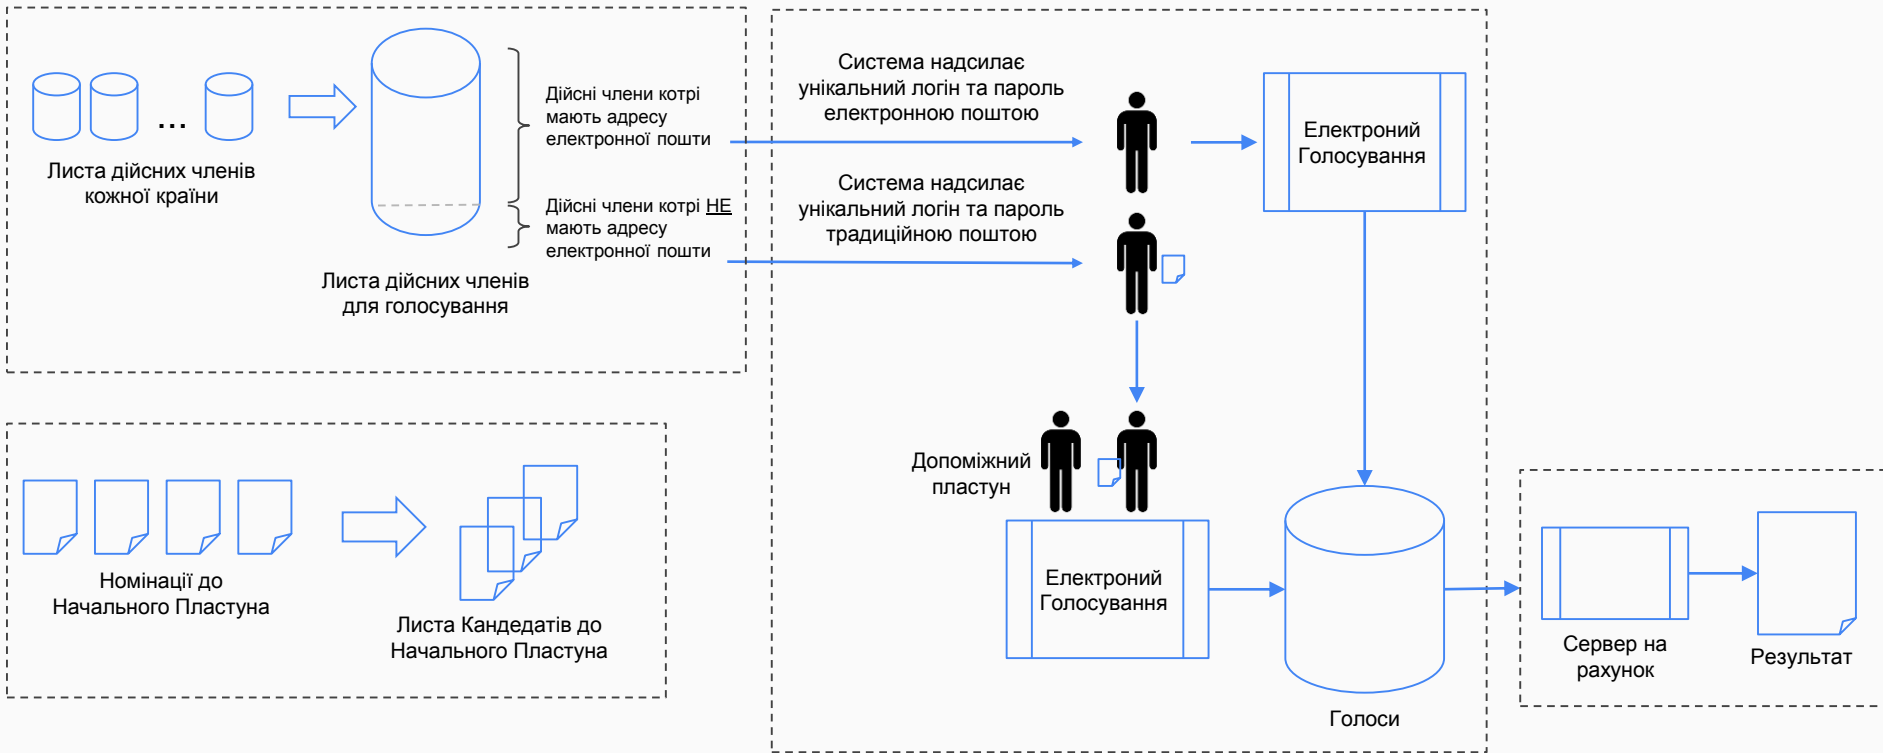 ...
Листа дійсних членів
кожної країни
Дійсні члени котрі
мають адресу
електронної пошти
Дійсні члени котрі НЕ
мають адресу
електронної пошти
Листа дійсних членів
для голосування
Номінації до
Начального Пластуна
Листа Кандедатів до
Начального Пластуна
Система надсилає
унікальний логін та пароль
електронною поштою
Система надсилає
унікальний логін та пароль
традиційною поштою
Електроний
Голосування
Допоміжний
пластун
Електроний
Голосування
Голоси
Сервер на
рахунок
Результат